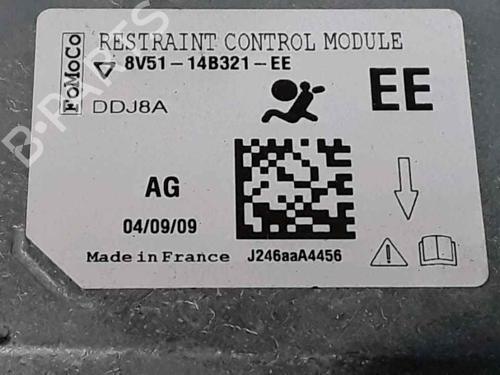 FoMoCo
RESTRAINT CONTROL MODULE
8V51-14B321-EE
DDJ8A
EE
AG
04/09/09
Made in France
J246aaA4456
B-PARTS